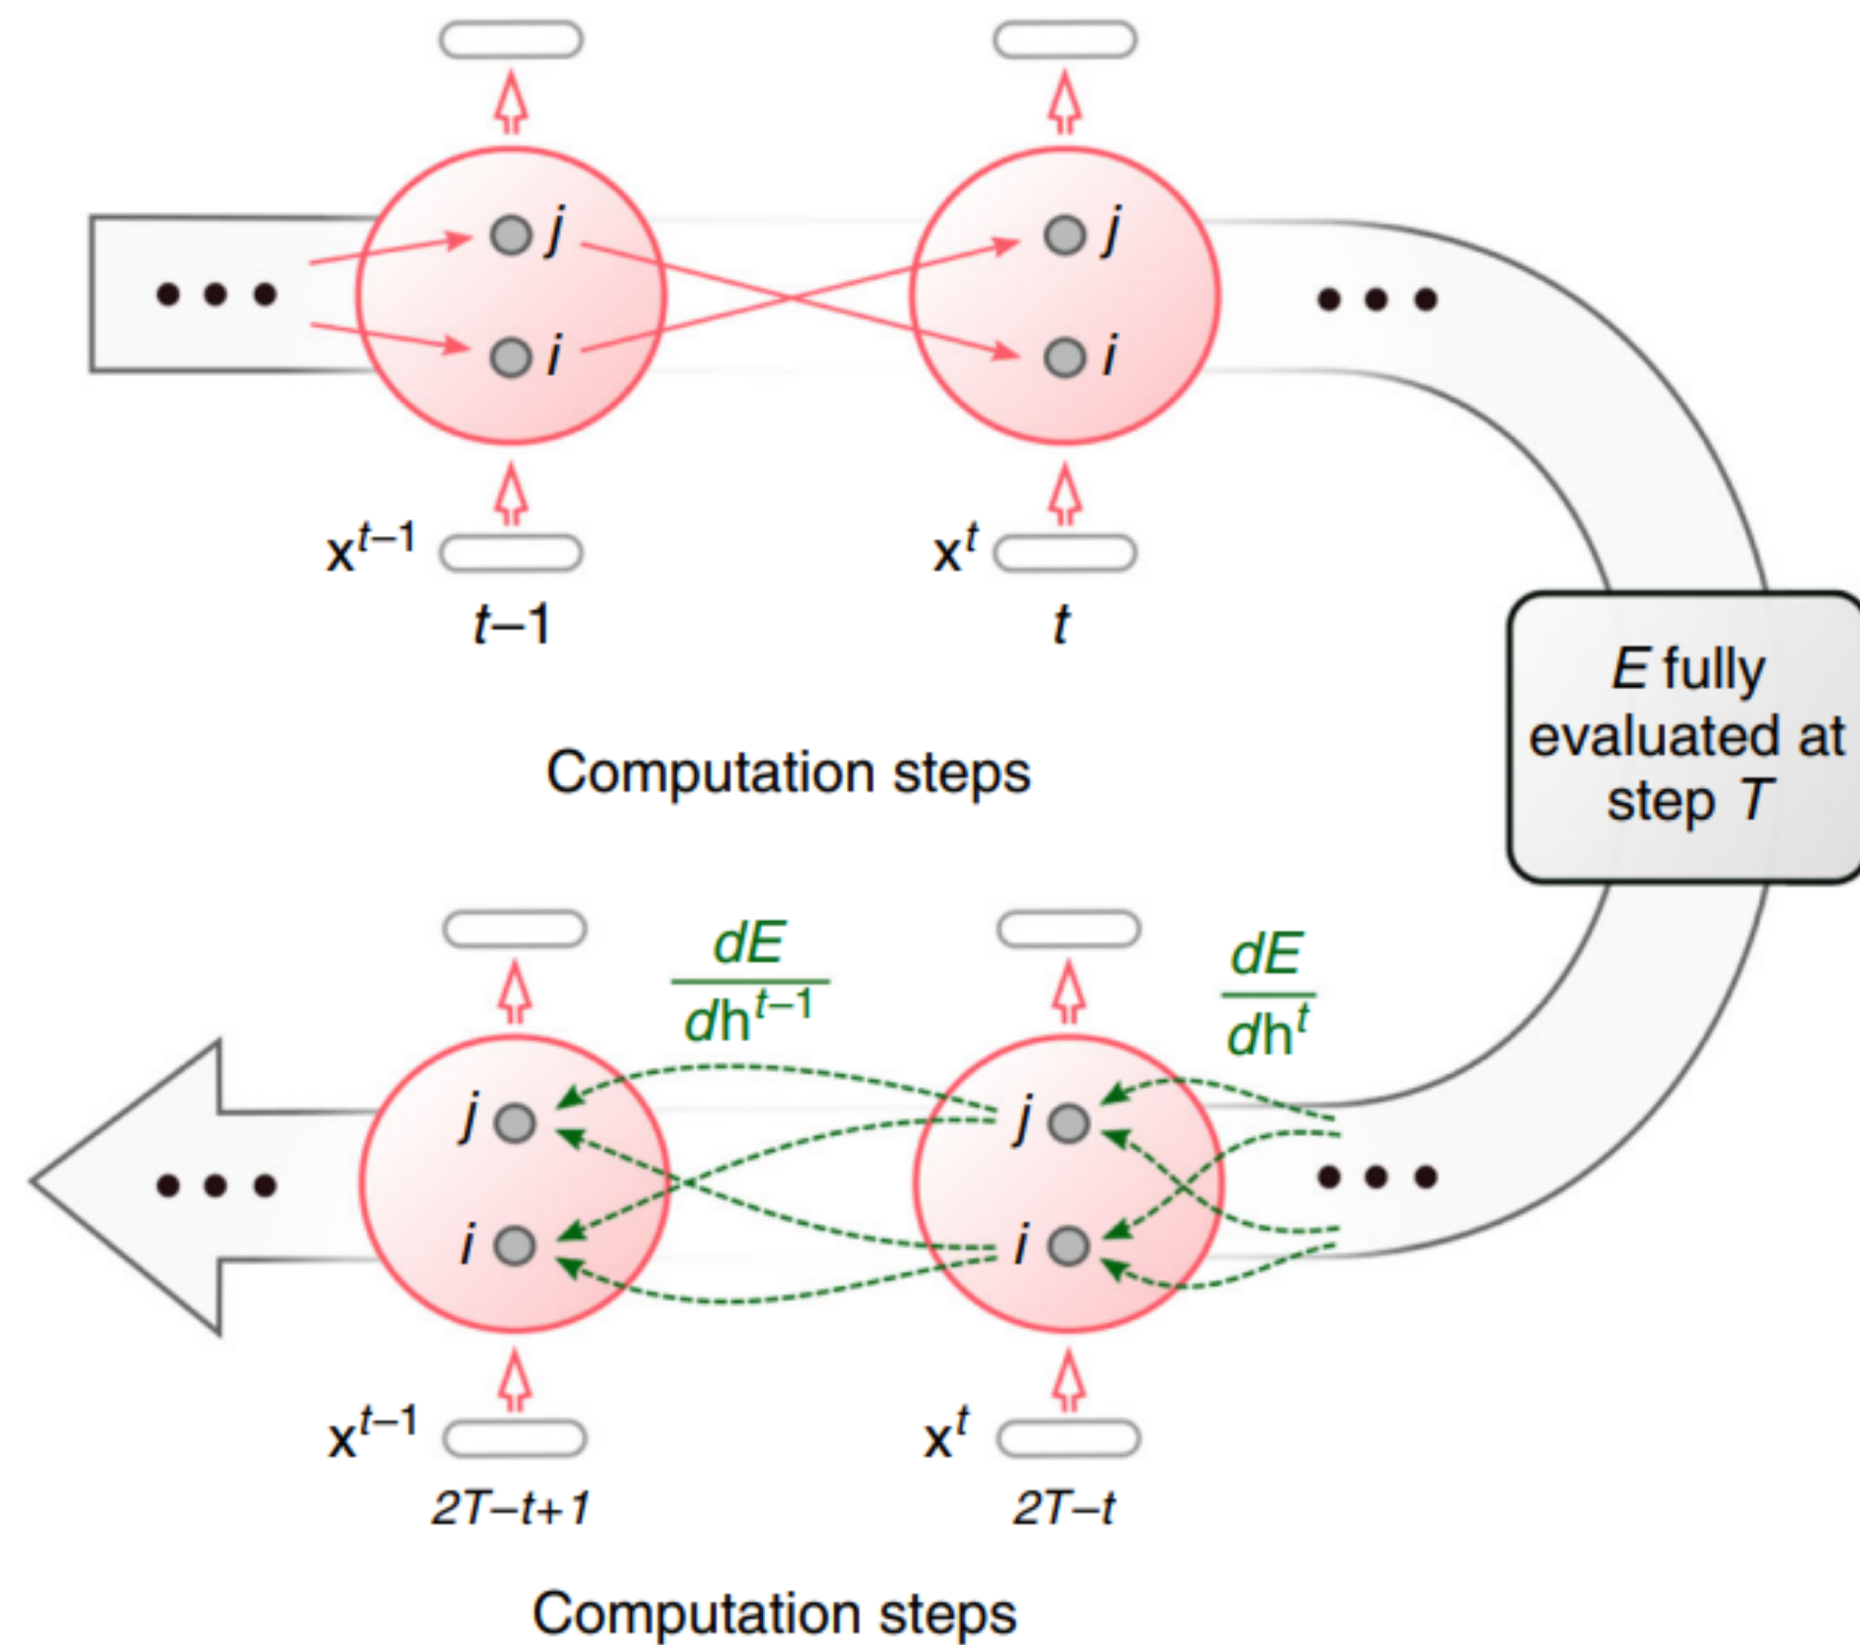 j
j
i
i
x^{t–1}
x^t
t–1
t
E fully
evaluated at
step T
Computation steps
dE
dh^{t–1}
dE
dh^t
j
j
i
i
x^{t–1}
x^t
2T–t+1
2T–t
Computation steps